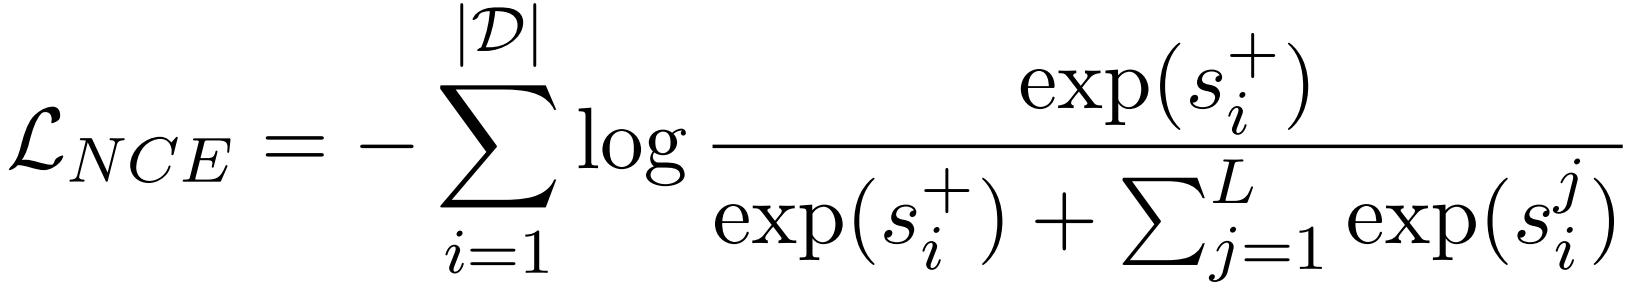 \mathcal{L}_{NCE} = -\sum_{i=1}^{|\mathcal{D}|} \log \frac{\exp(s_i^+)}{\exp(s_i^+) + \sum_{j=1}^{L} \exp(s_i^j)}